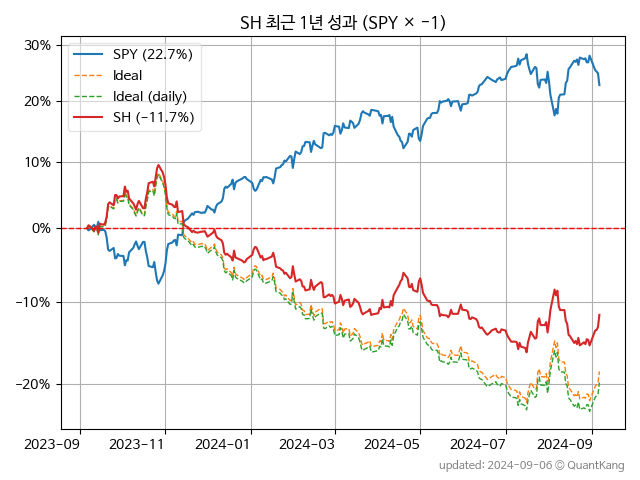 SH 최근 1년 성과 (SPY × −1)
SPY (22.7%)
Ideal
Ideal (daily)
SH (−11.7%)
30%
20%
10%
0%
−10%
−20%
2023-09
2023-11
2024-01
2024-03
2024-05
2024-07
2024-09
updated: 2024-09-06 ⓒ QuantKang